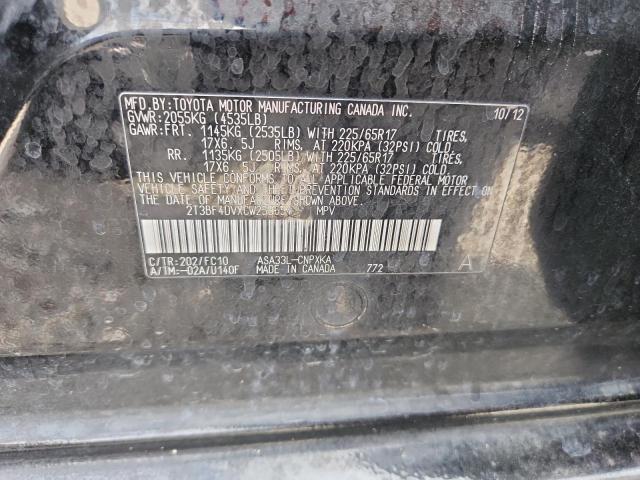 MFD.BY:TOYOTA MOTOR MANUFACTURING CANADA INC. 10/12
GVWR:2055KG (4535LB)
GAWR:FRT. 1145KG (2535LB) WITH 225/65R17 TIRES,
17X6.5J RIMS, AT 220KPA (32PSI) COLD.
RR. 1135KG (2505LB) WITH 225/65R17 TIRES,
17X6.5J RIMS, AT 220KPA (32PSI) COLD.
THIS VEHICLE CONFORMS TO ALL APPLICABLE FEDERAL MOTOR
VEHICLE SAFETY AND THEFT PREVENTION STANDARDS IN EFFECT ON
THE DATE OF MANUFACTURE SHOWN ABOVE.
MPV
C/TR:202/FC10 ASA33L-CNPXKA
A/TM:-02A/U140F MADE IN CANADA 772 A